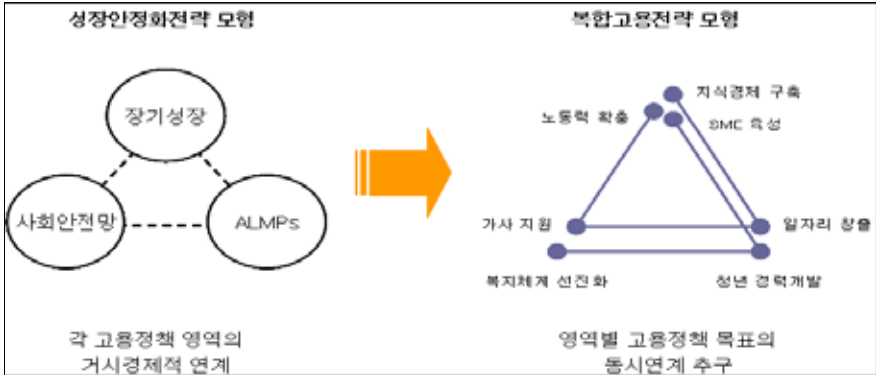 성장안정화전략 모형
장기성장
사회안전망
ALMPs
각 고용정책 영역의
거시경제적 연계
복합고용전략 모형
지식경제 구축
노동력 확충
SME 육성
가사 지원
일자리 창출
복지체계 선진화
청년 경력개발
영역별 고용정책 목표의
동시연계 추구